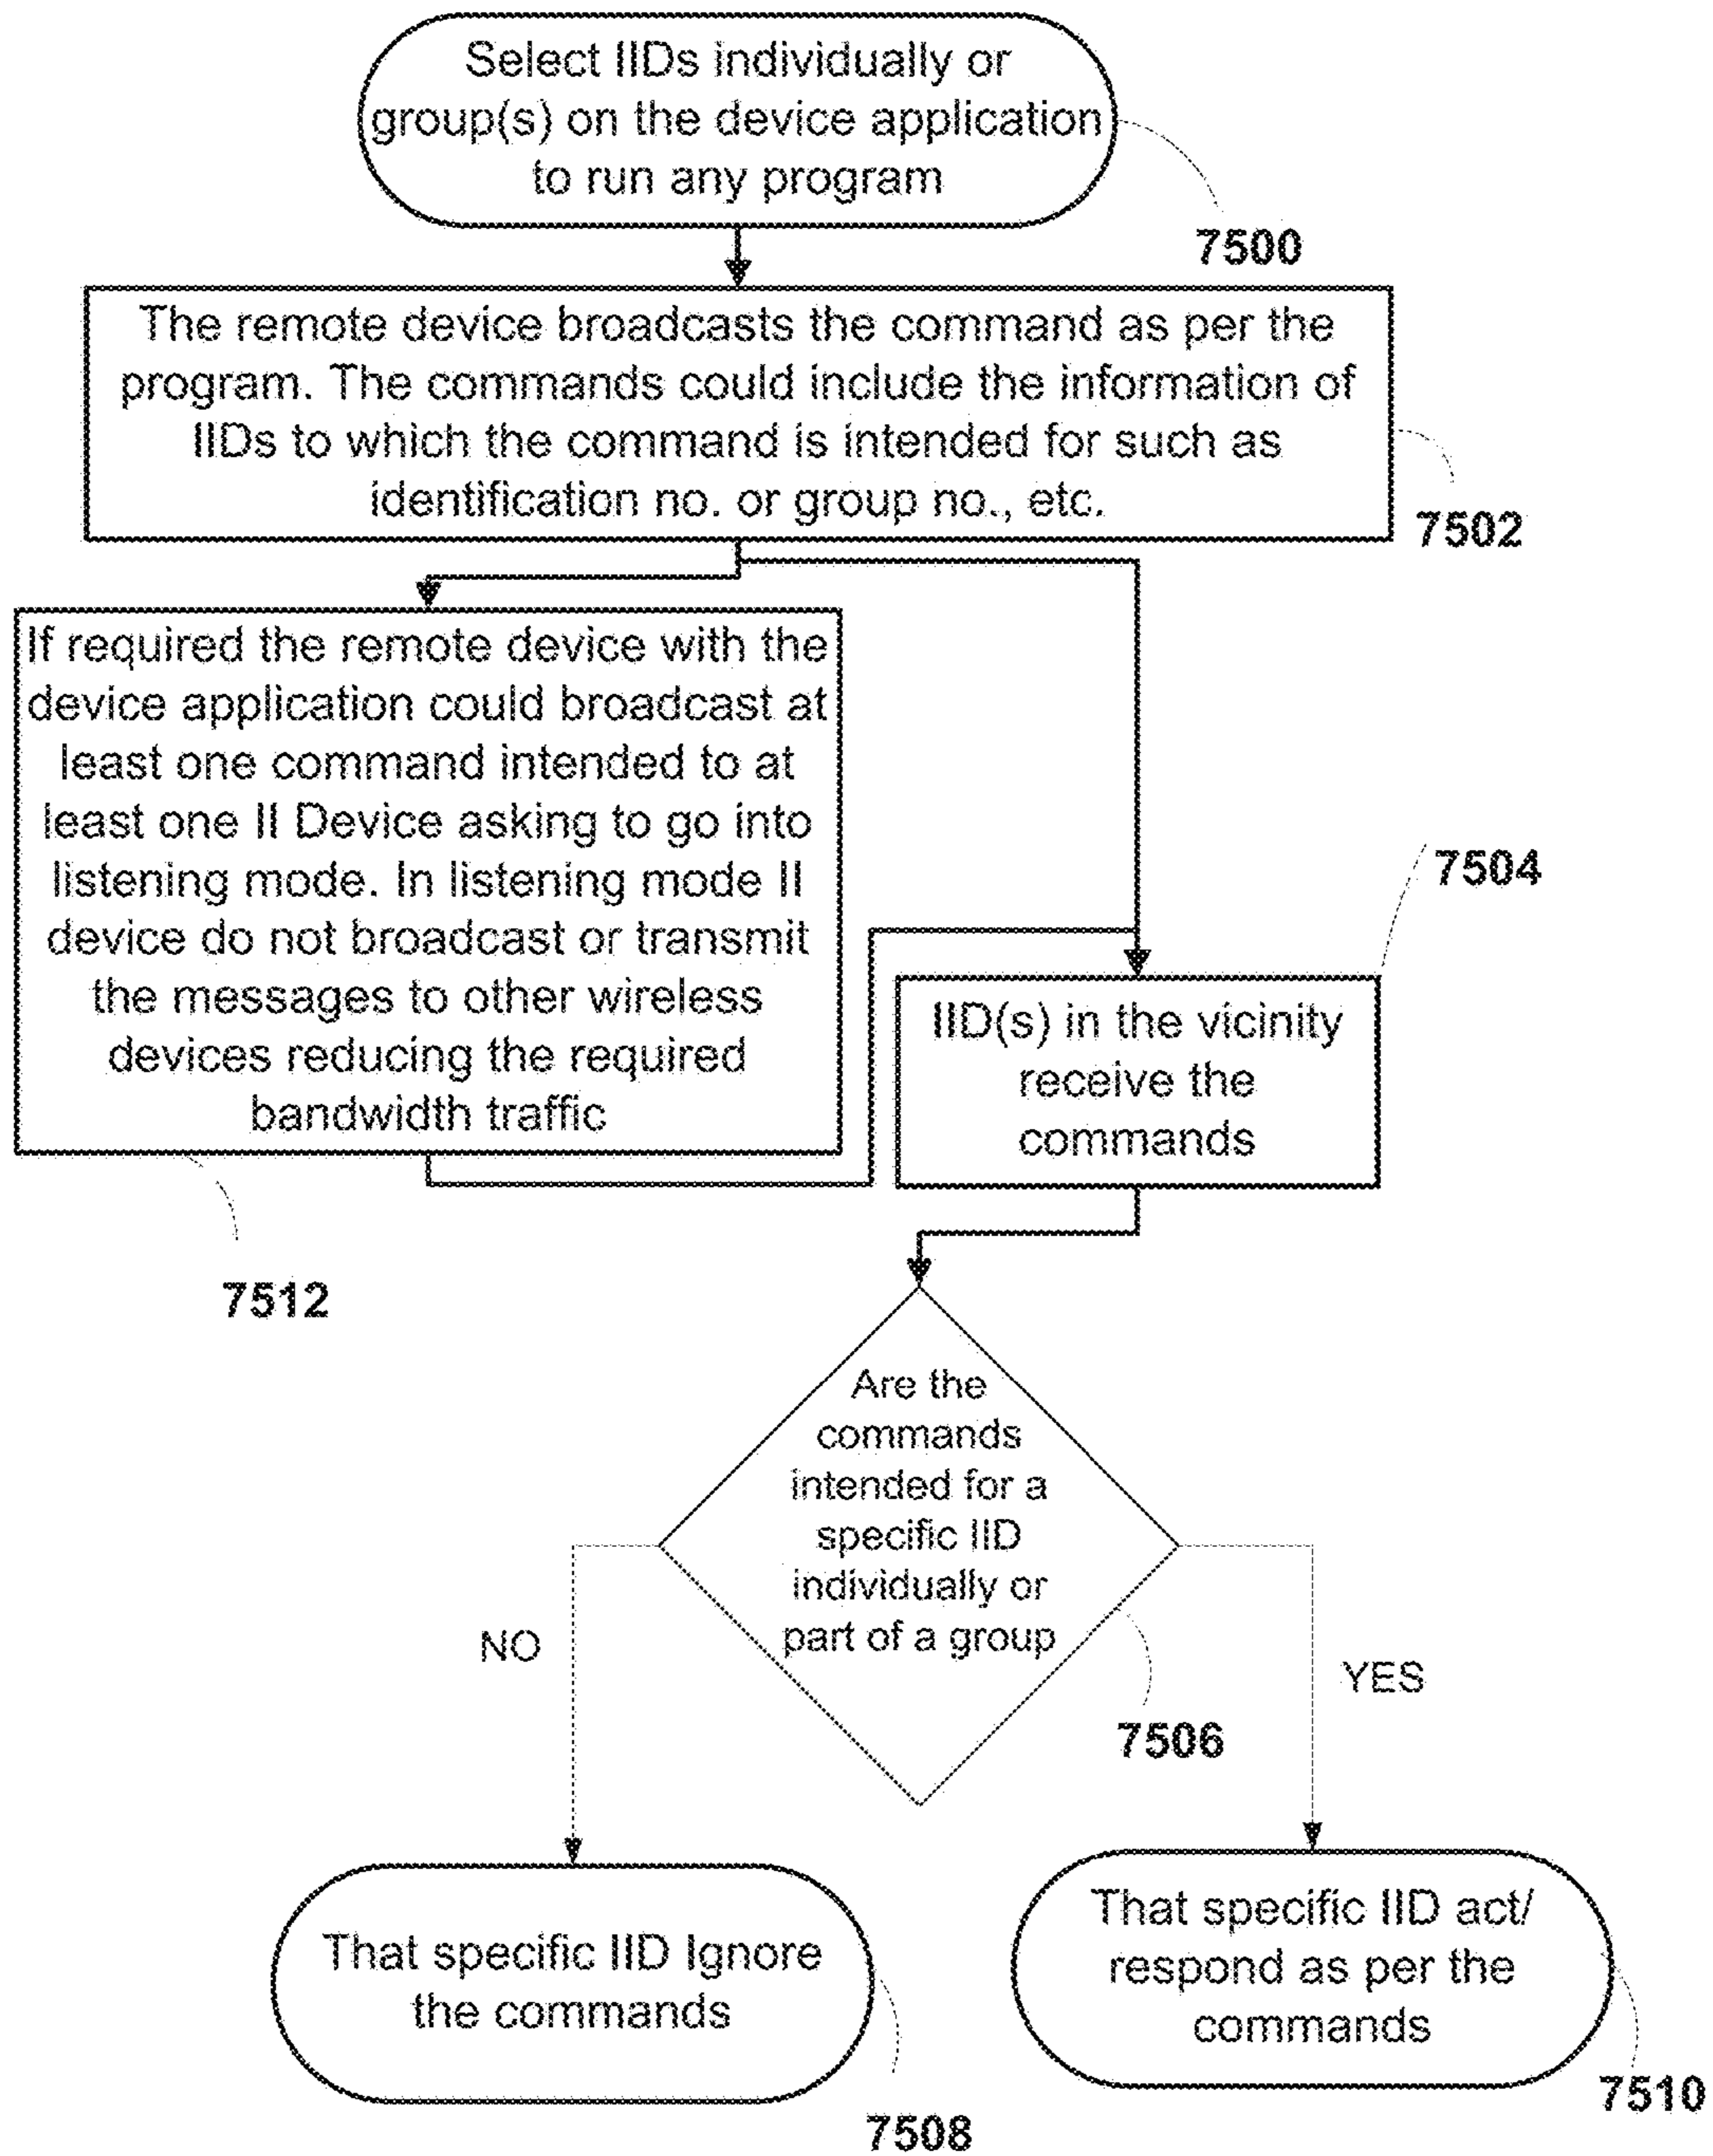 Select IIDs individually or
group(s) on the device application
to run any program
7500
The remote device broadcasts the command as per the
program. The commands could include the information of
IIDs to which the command is intended for such as
identification no. or group no., etc.
7502
If required the remote device with the
device application could broadcast at
least one command intended to at
least one II Device asking to go into
listening mode. In listening mode II
device do not broadcast or transmit
the messages to other wireless
devices reducing the required
bandwidth traffic
7512
7504
IID(s) in the vicinity
receive the
commands
Are the
commands
intended for a
specific IID
individually or
part of a group
7506
NO
YES
That specific IID Ignore
the commands
7508
That specific IID act/
respond as per the
commands
7510